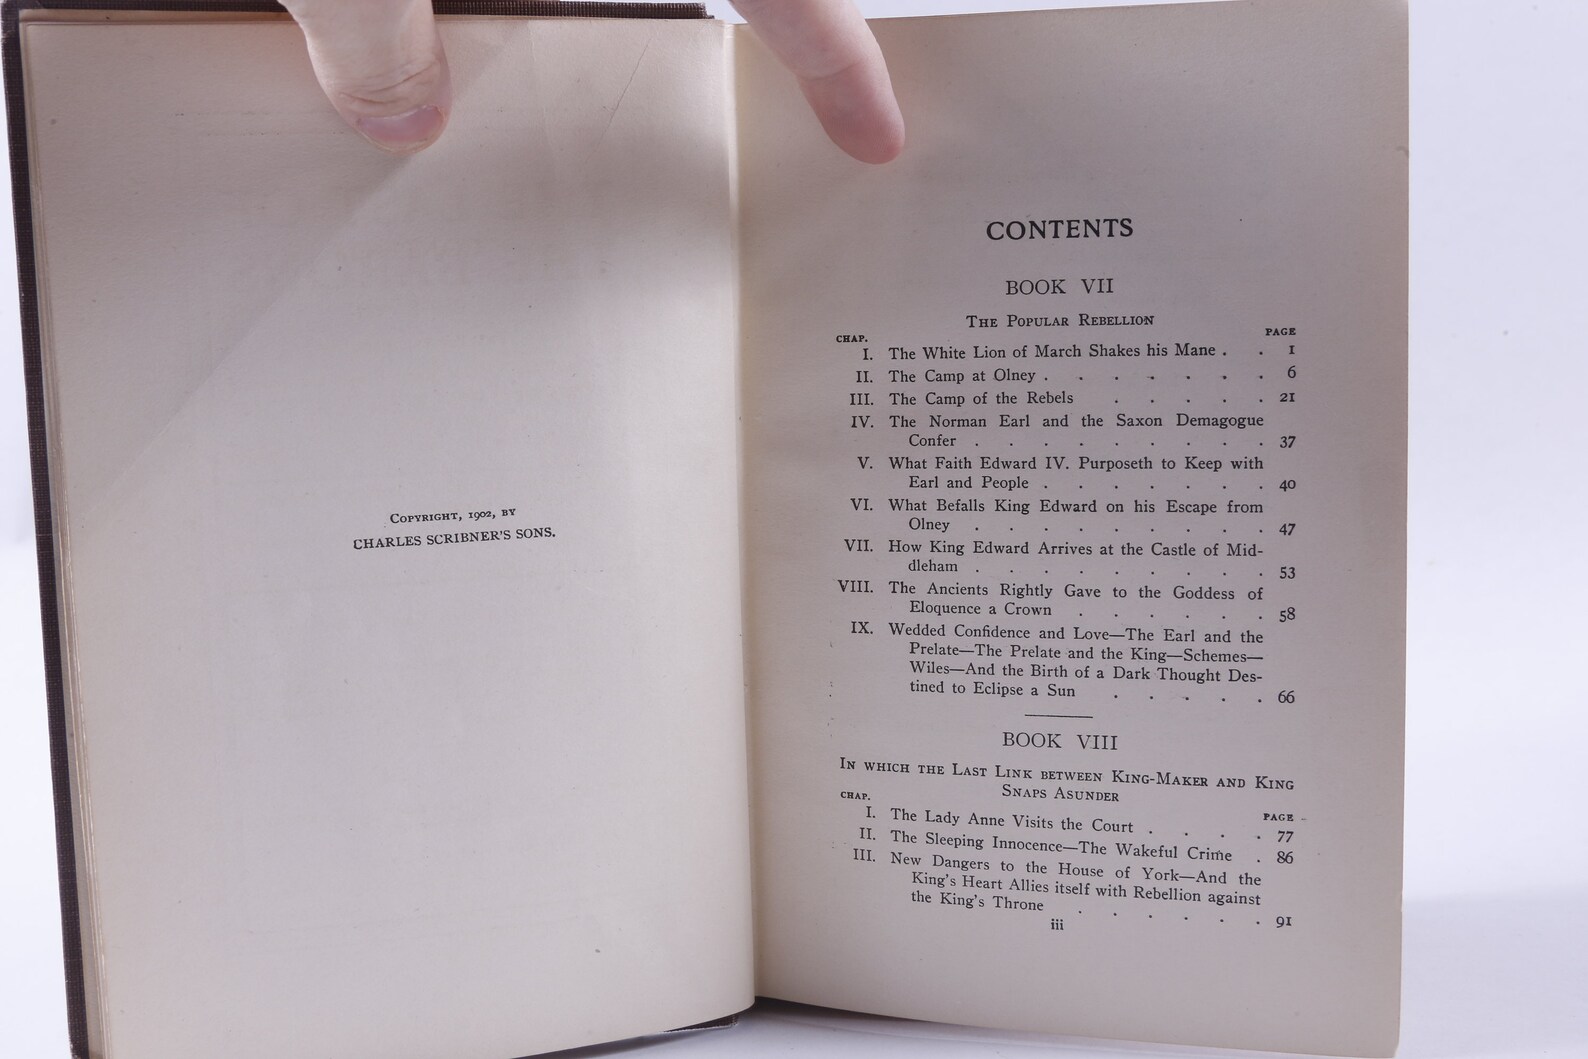 COPYRIGHT, 1902, BY
CHARLES SCRIBNER'S SONS.
CONTENTS
BOOK VII
THE POPULAR REBELLION
CHAP. PAGE
I. The White Lion of March Shakes his Mane . . 1
II. The Camp at Olney . . . . . . . 6
III. The Camp of the Rebels . . . . . 21
IV. The Norman Earl and the Saxon Demagogue
Confer . . . . . . . . . 37
V. What Faith Edward IV. Purposeth to Keep with
Earl and People . . . . . . . 40
VI. What Befalls King Edward on his Escape from
Olney . . . . . . . . . 47
VII. How King Edward Arrives at the Castle of Mid-
dleham . . . . . . . . . 53
VIII. The Ancients Rightly Gave to the Goddess of
Eloquence a Crown . . . . . . 58
IX. Wedded Confidence and Love—The Earl and the
Prelate—The Prelate and the King—Schemes—
Wiles—And the Birth of a Dark Thought Des-
tined to Eclipse a Sun . . . . . 66
BOOK VIII
IN WHICH THE LAST LINK BETWEEN KING-MAKER AND KING
SNAPS ASUNDER
CHAP. PAGE
I. The Lady Anne Visits the Court . . . . 77
II. The Sleeping Innocence—The Wakeful Crime . 86
III. New Dangers to the House of York—And the
King's Heart Allies itself with Rebellion against
the King's Throne . . . . . . 91
iii